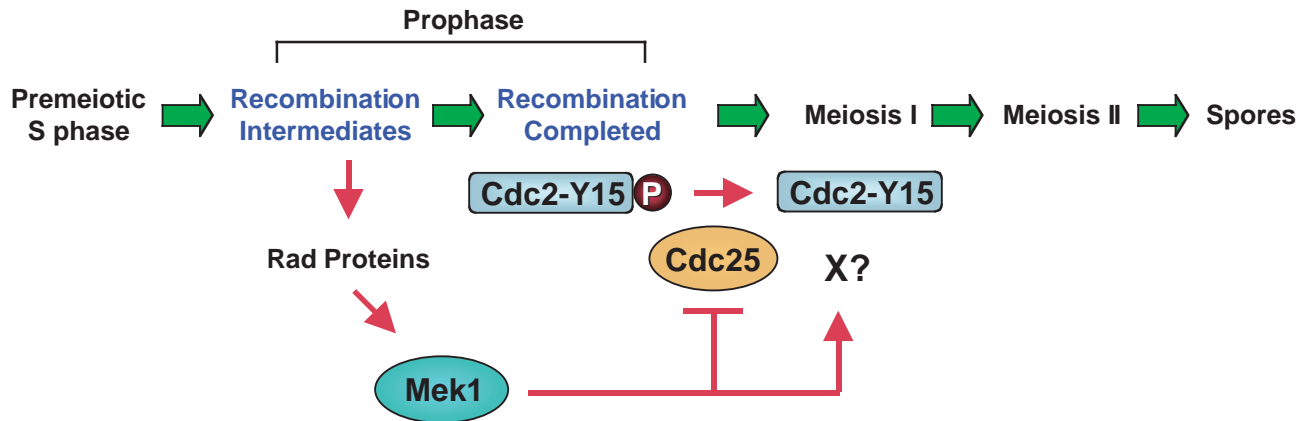 Prophase
Premeiotic
S phase
Recombination
Intermediates
Recombination
Completed
Meiosis I
Meiosis II
Spores
Cdc2-Y15
P
Cdc2-Y15
Rad Proteins
Cdc25
X?
Mek1